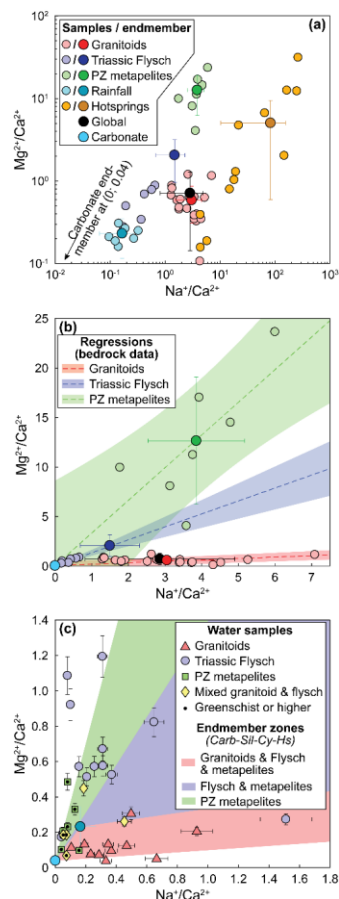 (a)
Samples / endmember
/ Granitoids
/ Triassic Flysch
/ PZ metapelites
/ Rainfall
/ Hotsprings
Global
Carbonate
Carbonate end-
member at (0; 0.04)
Mg²⁺/Ca²⁺
10²
10¹
10⁰
10⁻¹
10⁻² 10⁻¹ 10⁰ 10¹ 10² 10³
Na⁺/Ca²⁺
(b)
Regressions
(bedrock data)
Granitoids
Triassic Flysch
PZ metapelites
Mg²⁺/Ca²⁺
25
20
15
10
5
0
0 1 2 3 4 5 6 7
Na⁺/Ca²⁺
(c)
Water samples
Granitoids
Triassic Flysch
PZ metapelites
Mixed granitoid & flysch
Greenschist or higher
Endmember zones
(Carb-Sil-Cy-Hs)
Granitoids & Flysch
& metapelites
Flysch & metapelites
PZ metapelites
Mg²⁺/Ca²⁺
1.4
1.2
1.0
0.8
0.6
0.4
0.2
0
0 0.2 0.4 0.6 0.8 1.0 1.2 1.4 1.6 1.8
Na⁺/Ca²⁺